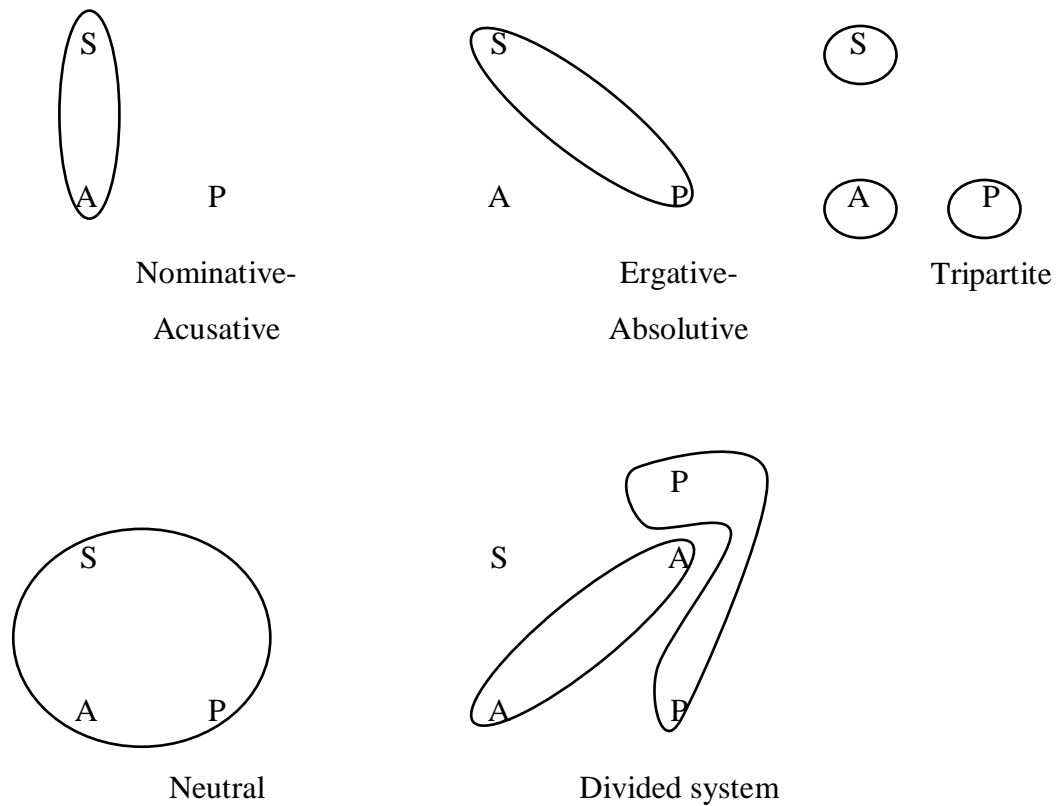 S S S
A P A P A P
Nominative- Ergative- Tripartite
Acusative Absolutive
P
S S A
A P A P
Neutral Divided system